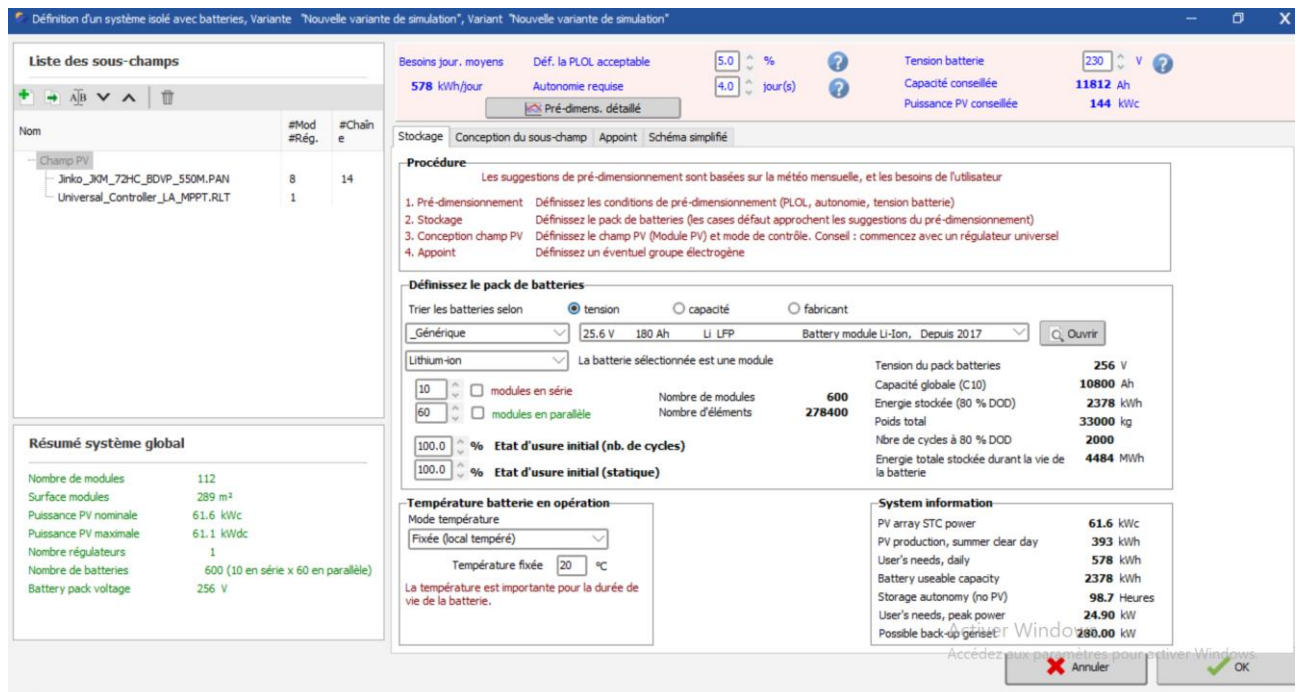 Définition d'un système isolé avec batteries, Variante "Nouvelle variante de simulation", Variant "Nouvelle variante de simulation"
Liste des sous-champs
Nom
#Mod #Chaîn
#Rég. e
Champ PV
Jinko_JKM_72HC_BDVP_550M.PAN 8 14
Universal_Controller_LA_MPPT.RLT 1
Résumé système global
Nombre de modules 112
Surface modules 289 m²
Puissance PV nominale 61.6 kWc
Puissance PV maximale 61.1 kWdc
Nombre régulateurs 1
Nombre de batteries 600 (10 en série x 60 en parallèle)
Battery pack voltage 256 V
Besoins jour. moyens Déf. la PLOL acceptable 5.0 % ? Tension batterie 230 V ?
578 kWh/jour Autonomie requise 4.0 jour(s) ? Capacité conseillée 11812 Ah
Pré-dimens. détaillé Puissance PV conseillée 144 kWc
Stockage Conception du sous-champ Appoint Schéma simplifié
Procédure
Les suggestions de pré-dimensionnement sont basées sur la météo mensuelle, et les besoins de l'utilisateur
1. Pré-dimensionnement Définissez les conditions de pré-dimensionnement (PLOL, autonomie, tension batterie)
2. Stockage Définissez le pack de batteries (les cases défaut approchent les suggestions du pré-dimensionnement)
3. Conception champ PV Définissez le champ PV (Module PV) et mode de contrôle. Conseil : commencez avec un régulateur universel
4. Appoint Définissez un éventuel groupe électrogène
Définissez le pack de batteries
Trier les batteries selon tension capacité fabricant
_Générique 25.6 V 180 Ah Li LFP Battery module Li-Ion, Depuis 2017 Ouvrir
Lithium-ion La batterie sélectionnée est une module
10 modules en série
60 modules en parallèle
Nombre de modules 600
Nombre d'éléments 278400
100.0 % Etat d'usure initial (nb. de cycles)
100.0 % Etat d'usure initial (statique)
Tension du pack batteries 256 V
Capacité globale (C10) 10800 Ah
Energie stockée (80 % DOD) 2378 kWh
Poids total 33000 kg
Nbre de cycles à 80 % DOD 2000
Energie totale stockée durant la vie de 4484 MWh
la batterie
Température batterie en opération
Mode température
Fixée (local tempéré)
Température fixée 20 °C
La température est importante pour la durée de
vie de la batterie.
System information
PV array STC power 61.6 kWc
PV production, summer clear day 393 kWh
User's needs, daily 578 kWh
Battery useable capacity 2378 kWh
Storage autonomy (no PV) 98.7 Heures
User's needs, peak power 24.90 kW
Possible back-up genset 280.00 kW
Activer Windows
Accédez aux paramètres pour activer Windows.
Annuler OK